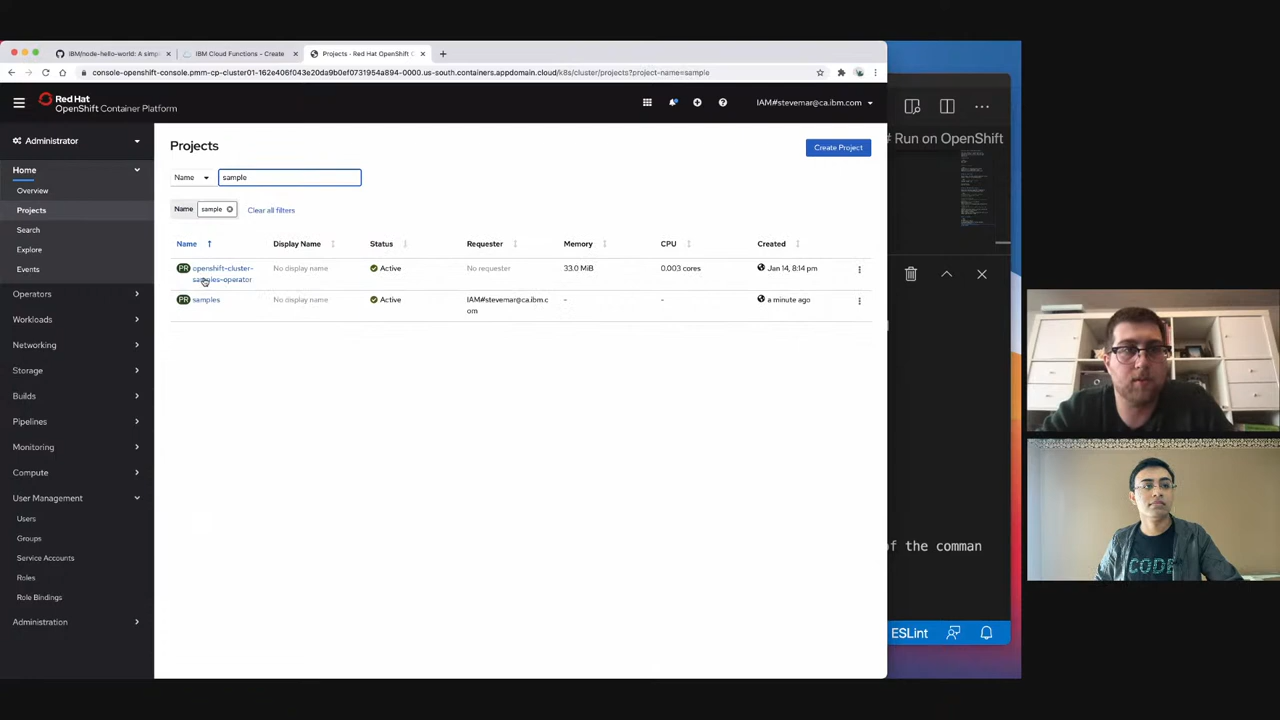 IBM/node-hello-world: A simp
IBM Cloud Functions - Create
Projects - Red Hat OpenShift C
console-openshift-console.pmm-cp-cluster01-162e406f043e20da9b0ef0731954a894-0000.us-south.containers.appdomain.cloud/k8s/cluster/projects?project-name=sample
Red Hat
OpenShift Container Platform
IAM#stevemar@ca.ibm.com
Administrator
Home
Overview
Projects
Search
Explore
Events
Operators
Workloads
Networking
Storage
Builds
Pipelines
Monitoring
Compute
User Management
Users
Groups
Service Accounts
Roles
Role Bindings
Administration
Projects
Create Project
Name
sample
Name
sample
Clear all filters
Name
Display Name
Status
Requester
Memory
CPU
Created
PR
openshift-cluster-
samples-operator
No display name
Active
No requester
33.0 MiB
0.003 cores
Jan 14, 8:14 pm
PR
samples
No display name
Active
IAM#stevemar@ca.ibm.c
om
-
-
a minute ago
# Run on OpenShift
of the comman
ESLint
CODE